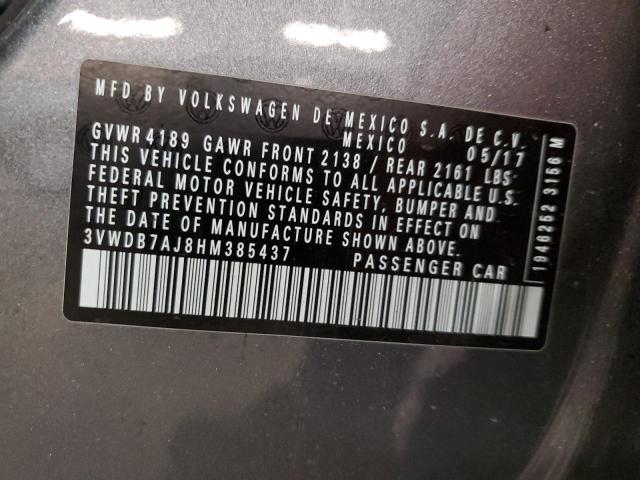 MFD BY VOLKSWAGEN DE MEXICO S.A. DE C.V.
MEXICO 05/17
GVWR 4189 GAWR FRONT 2138 / REAR 2161 LBS
THIS VEHICLE CONFORMS TO ALL APPLICABLE U.S.
FEDERAL MOTOR VEHICLE SAFETY, BUMPER AND
THEFT PREVENTION STANDARDS IN EFFECT ON
THE DATE OF MANUFACTURE SHOWN ABOVE.
3VWDB7AJ8HM385437 PASSENGER CAR
1946252 3156 M